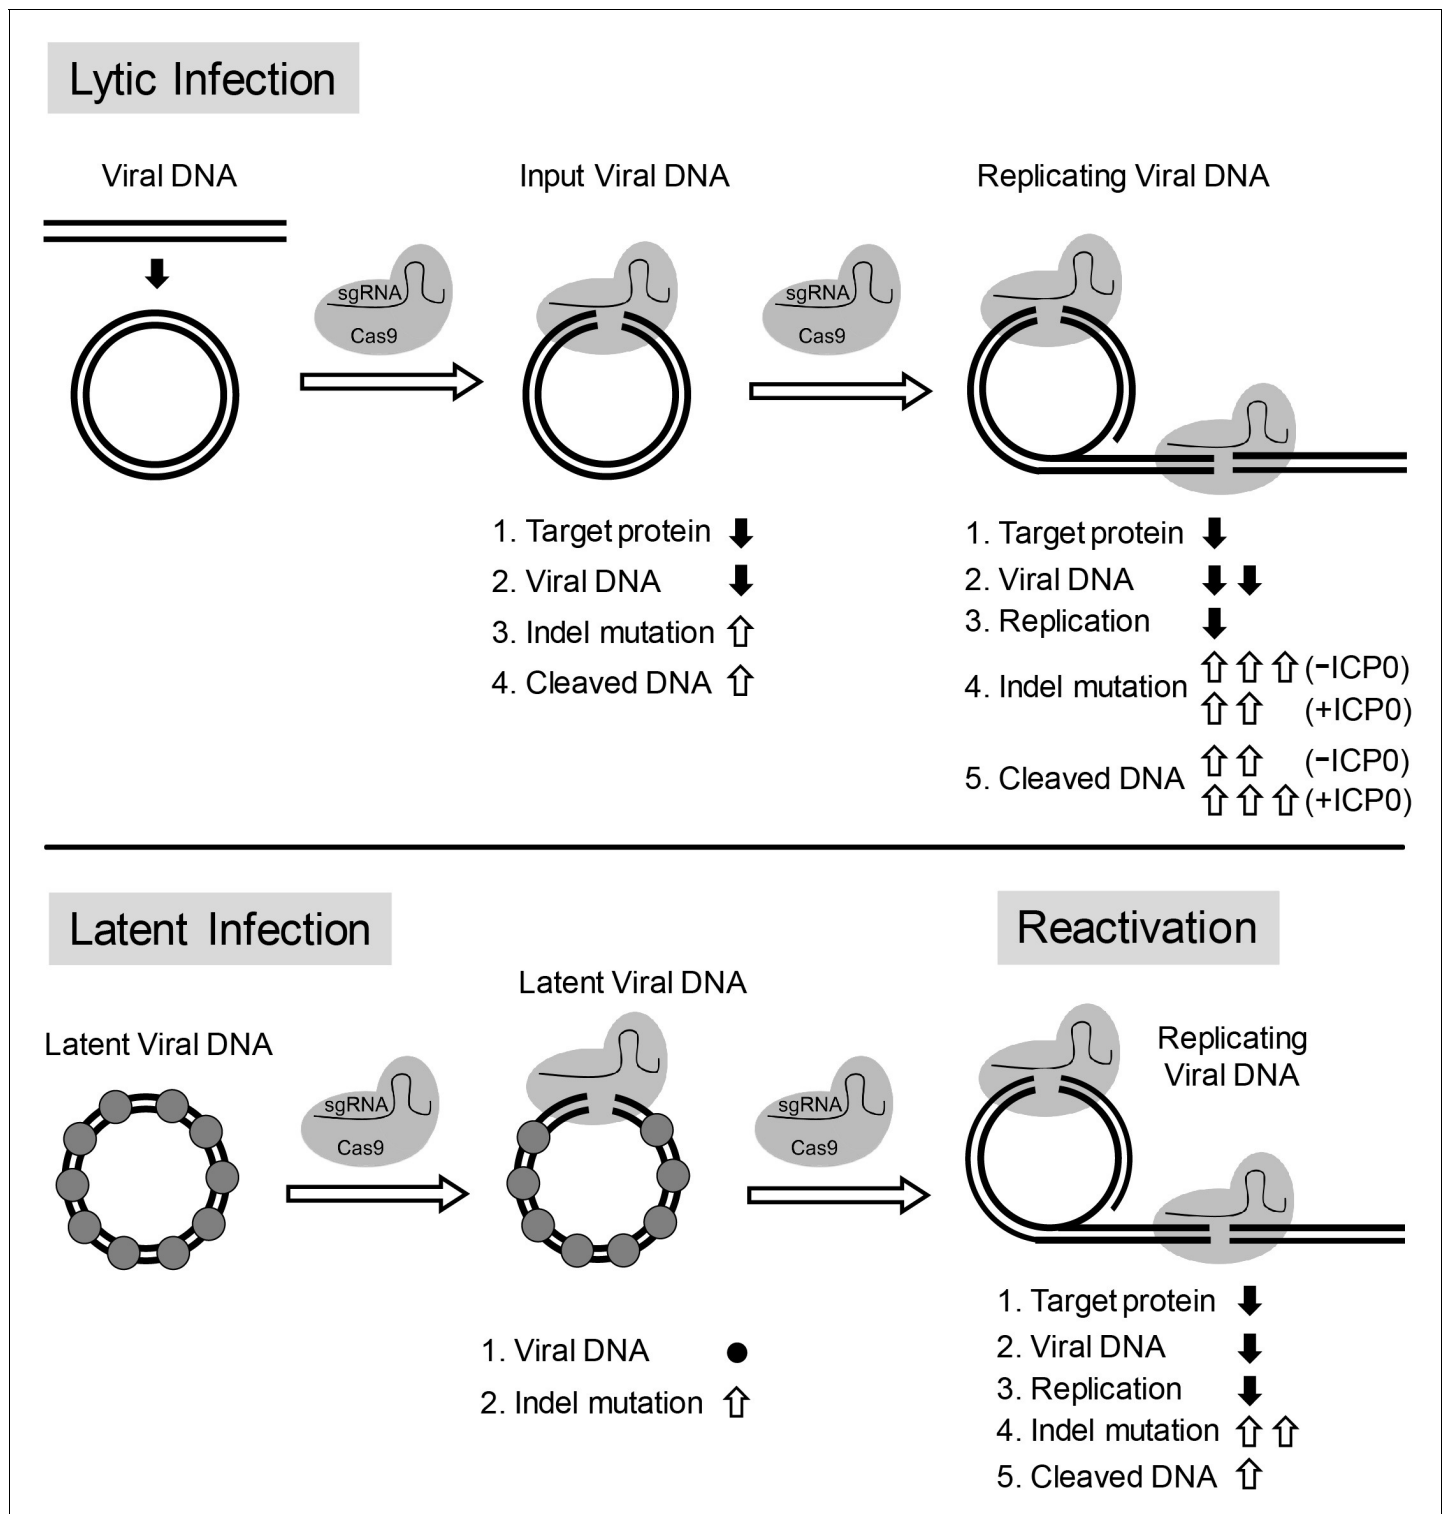 Lytic Infection
Viral DNA
Input Viral DNA
Replicating Viral DNA
sgRNA
Cas9
sgRNA
Cas9
1. Target protein
2. Viral DNA
3. Indel mutation
4. Cleaved DNA
1. Target protein
2. Viral DNA
3. Replication
4. Indel mutation
(−ICP0)
(+ICP0)
5. Cleaved DNA
(−ICP0)
(+ICP0)
Latent Infection
Reactivation
Latent Viral DNA
Latent Viral DNA
Replicating
Viral DNA
sgRNA
Cas9
sgRNA
Cas9
1. Viral DNA
2. Indel mutation
1. Target protein
2. Viral DNA
3. Replication
4. Indel mutation
5. Cleaved DNA